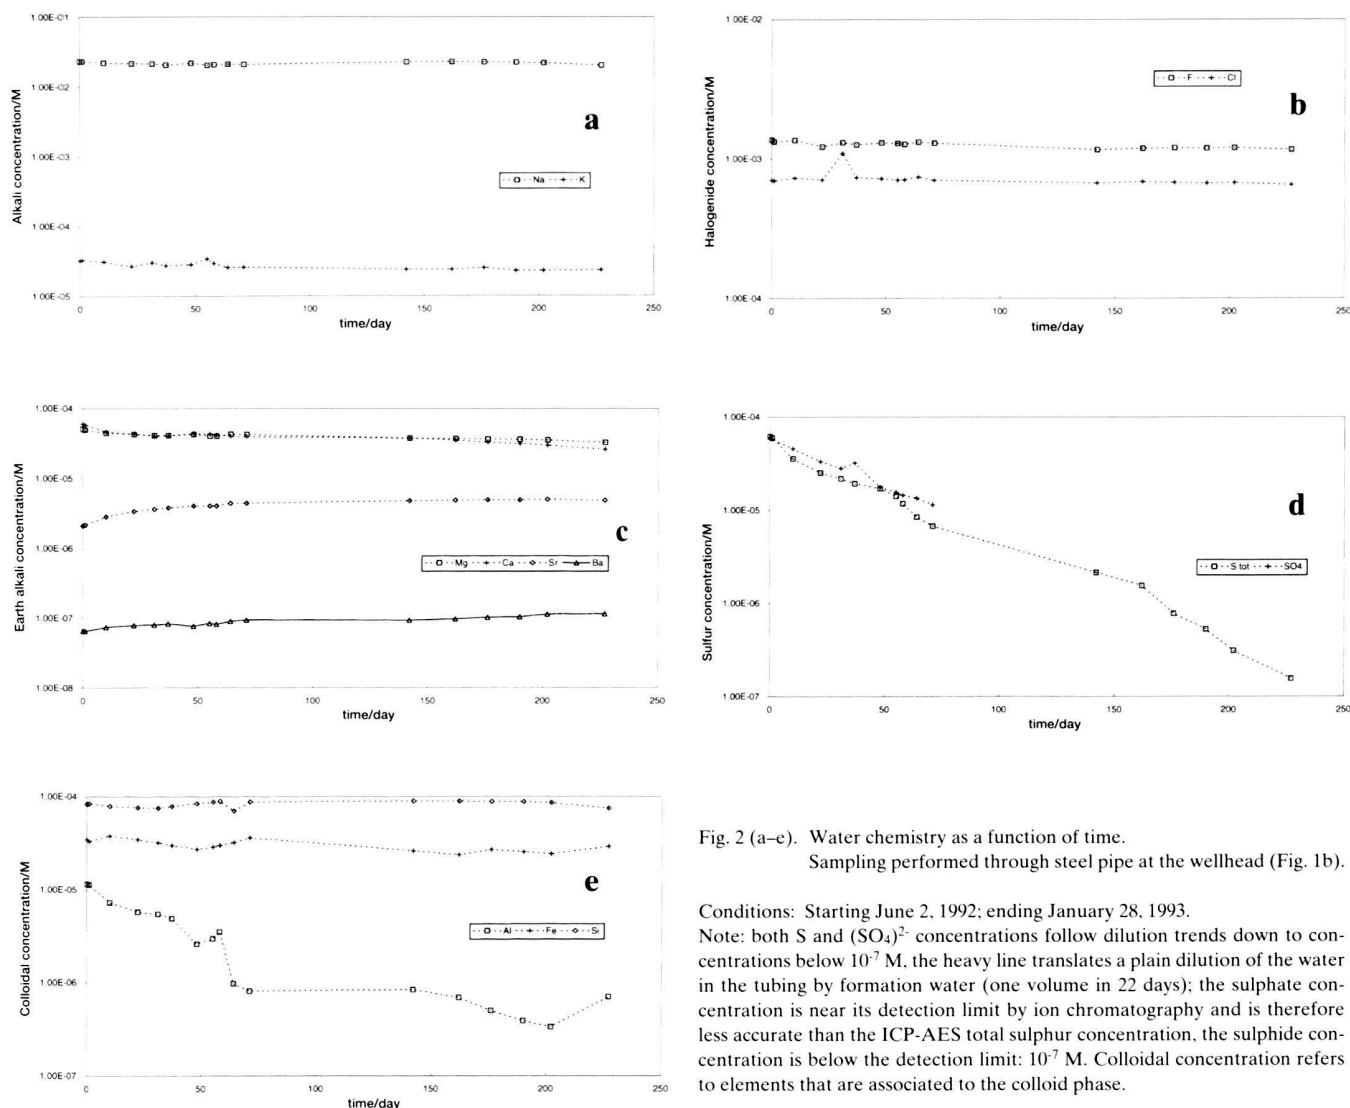 1.00E-01
1.00E-02
1.00E-03
1.00E-04
1.00E-05
Alkali concentration/M
a
Na K
0 50 100 150 200 250
time/day
1.00E-02
1.00E-03
1.00E-04
Halogenide concentration/M
F Cl
b
0 50 100 150 200 250
time/day
1.00E-04
1.00E-05
1.00E-06
1.00E-07
1.00E-08
Earth alkali concentration/M
c
Mg Ca Sr Ba
0 50 100 150 200 250
time/day
1.00E-04
1.00E-05
1.00E-06
1.00E-07
Sulfur concentration/M
d
S tot SO4
0 50 100 150 200 250
time/day
1.00E-04
1.00E-05
1.00E-06
1.00E-07
Colloidal concentration/M
e
Al Fe Si
0 50 100 150 200 250
time/day
Fig. 2 (a–e). Water chemistry as a function of time.
Sampling performed through steel pipe at the wellhead (Fig. 1b).
Conditions: Starting June 2, 1992; ending January 28, 1993.
Note: both S and (SO₄)²⁻ concentrations follow dilution trends down to con-
centrations below 10⁻⁷ M, the heavy line translates a plain dilution of the water
in the tubing by formation water (one volume in 22 days); the sulphate con-
centration is near its detection limit by ion chromatography and is therefore
less accurate than the ICP-AES total sulphur concentration, the sulphide con-
centration is below the detection limit: 10⁻⁷ M. Colloidal concentration refers
to elements that are associated to the colloid phase.